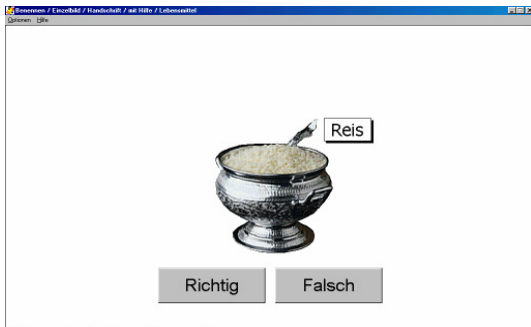 Benennen / Einzelbild / Handschrift / mit Hilfe / Lebensmittel
Optionen Hilfe
Reis
Richtig Falsch